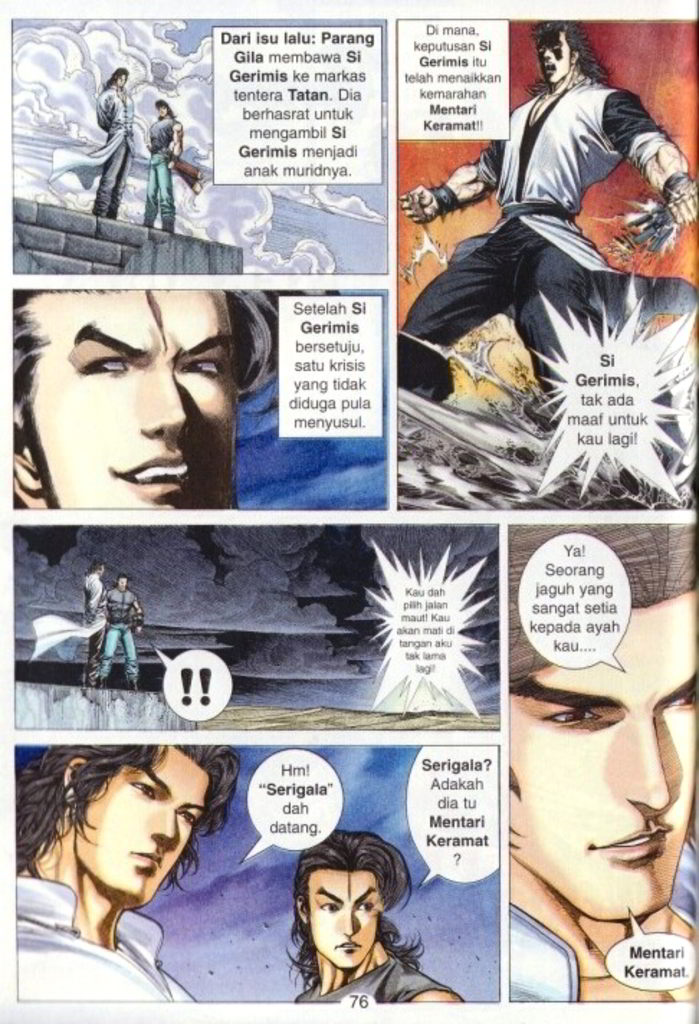 Dari isu lalu: Parang
Gila membawa Si
Gerimis ke markas
tentera Tatan. Dia
berhasrat untuk
mengambil Si
Gerimis menjadi
anak muridnya.
Di mana,
keputusan Si
Gerimis itu
telah menaikkan
kemarahan
Mentari
Keramat!!
Si
Gerimis,
tak ada
maaf untuk
kau lagi!
Setelah Si
Gerimis
bersetuju,
satu krisis
yang tidak
diduga pula
menyusul.
Kau dah
pilih jalan
maut! Kau
akan mati di
tangan aku
tak lama
lagi!
!!
Ya!
Seorang
jaguh yang
sangat setia
kepada ayah
kau....
Mentari
Keramat.
Hm!
"Serigala"
dah
datang.
Serigala?
Adakah
dia tu
Mentari
Keramat
?
76